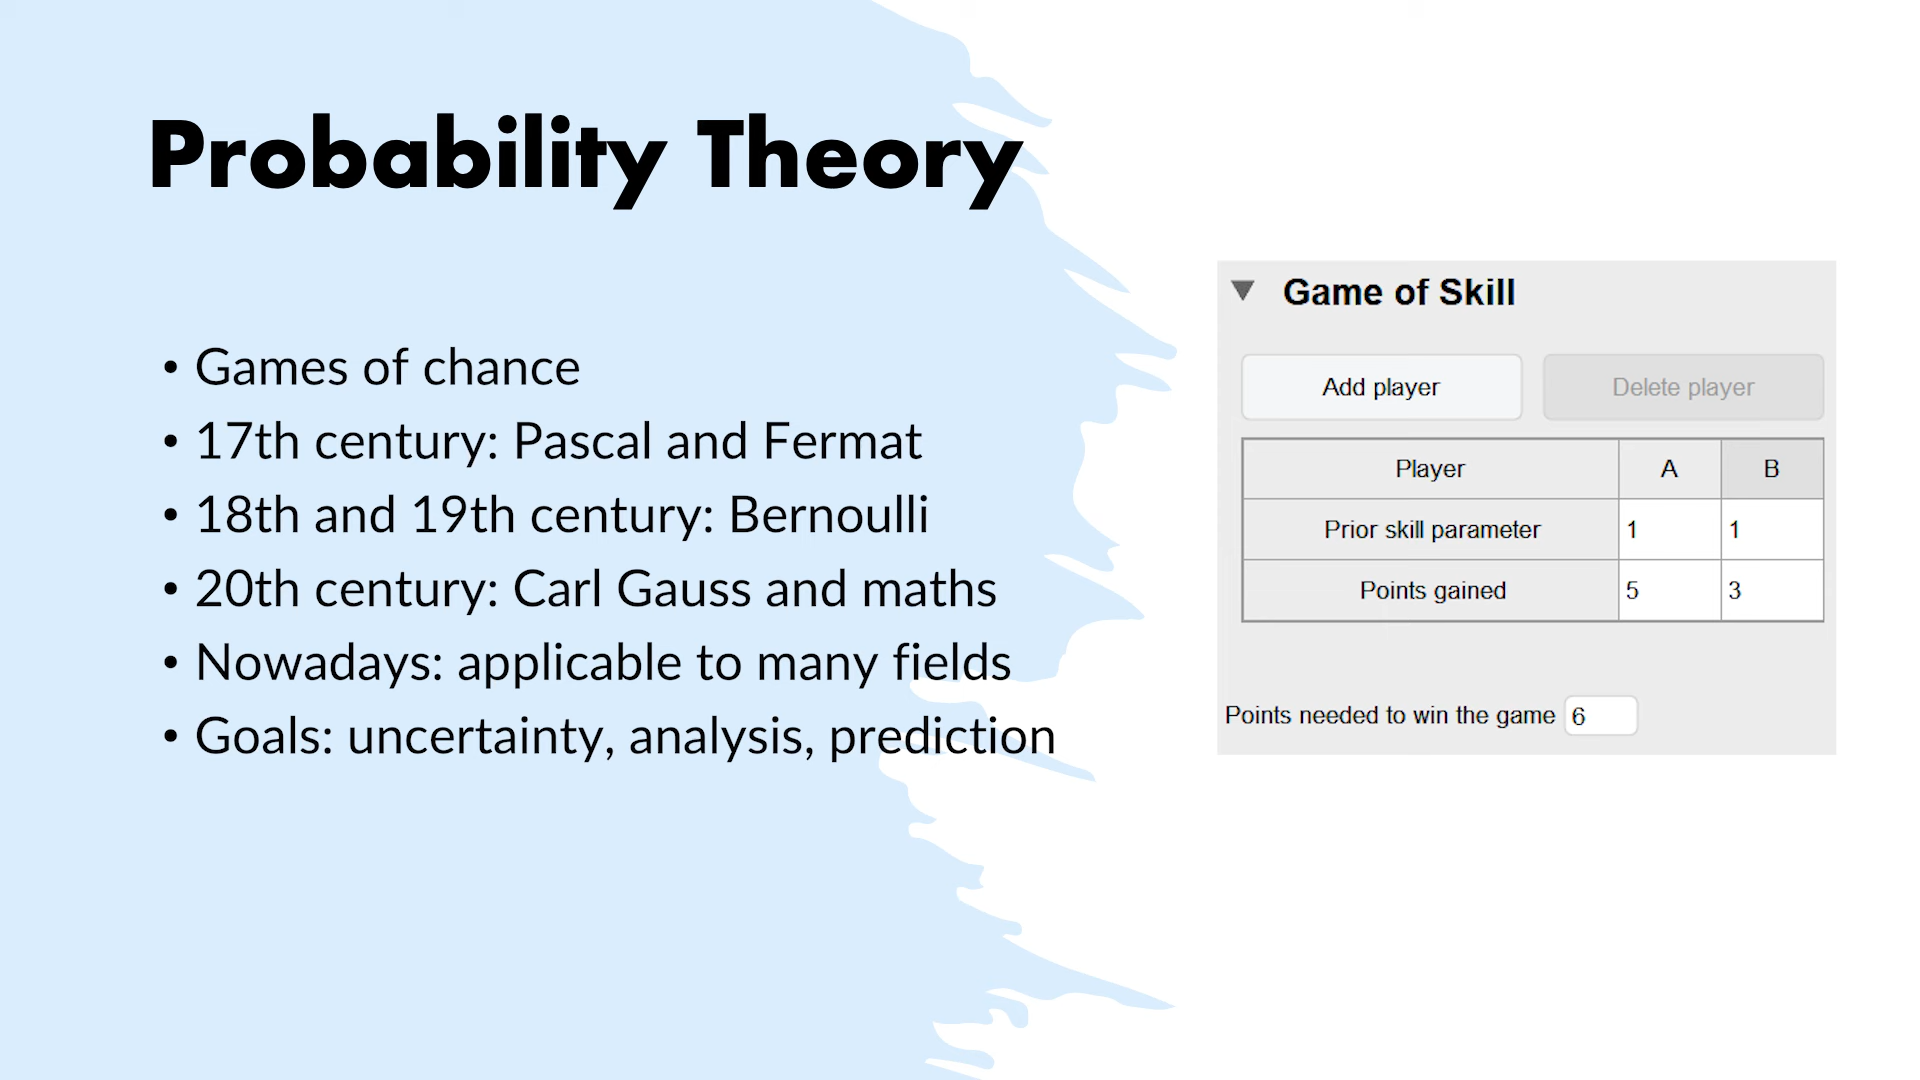 Probability Theory
• Games of chance
• 17th century: Pascal and Fermat
• 18th and 19th century: Bernoulli
• 20th century: Carl Gauss and maths
• Nowadays: applicable to many fields
• Goals: uncertainty, analysis, prediction
▼ Game of Skill
Add player Delete player
Player A B
Prior skill parameter 1 1
Points gained 5 3
Points needed to win the game 6